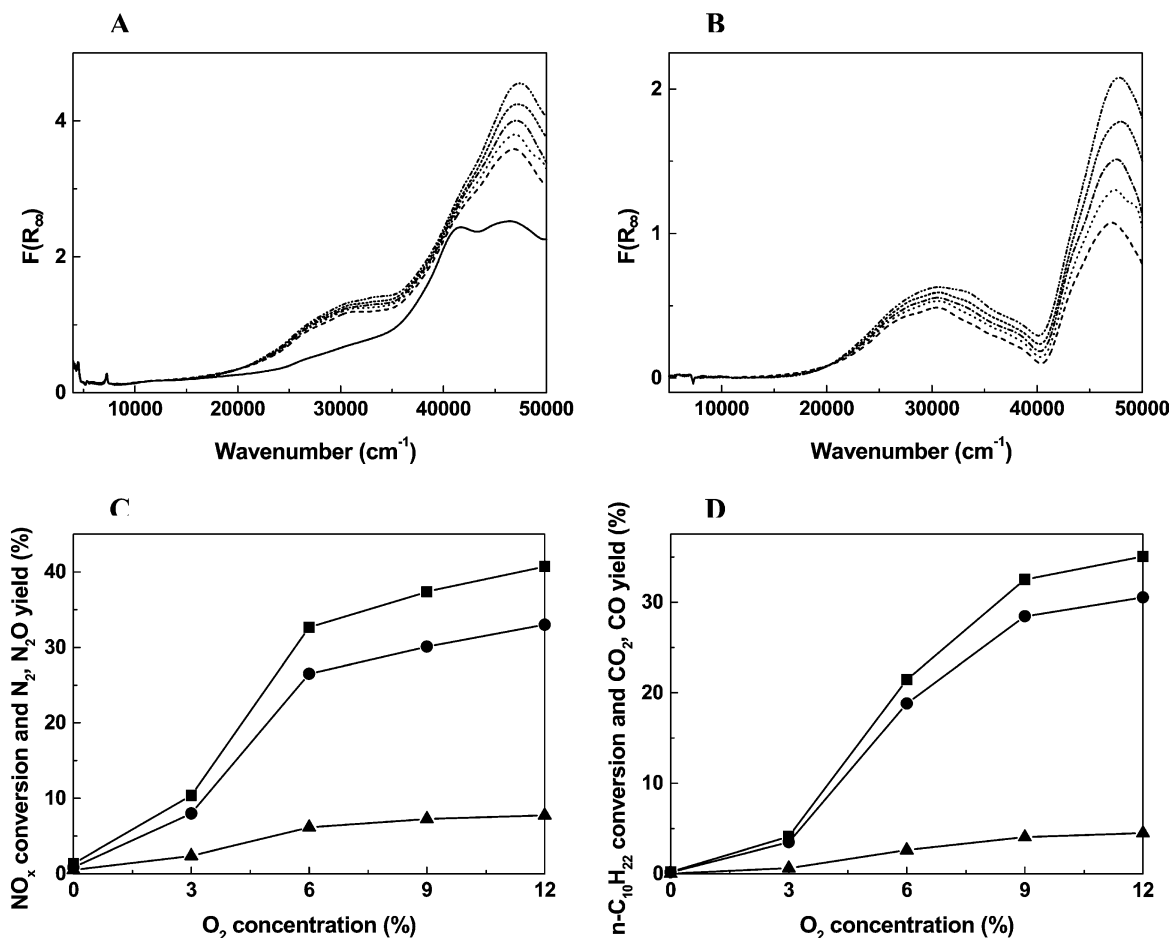 A
F(R∞)
4
2
0
10000 20000 30000 40000 50000
Wavenumber (cm⁻¹)
B
F(R∞)
2
1
0
10000 20000 30000 40000 50000
Wavenumber (cm⁻¹)
C
NOₓ conversion and N₂, N₂O yield (%)
40
30
20
10
0
0 3 6 9 12
O₂ concentration (%)
D
n-C₁₀H₂₂ conversion and CO₂, CO yield (%)
30
20
10
0
0 3 6 9 12
O₂ concentration (%)